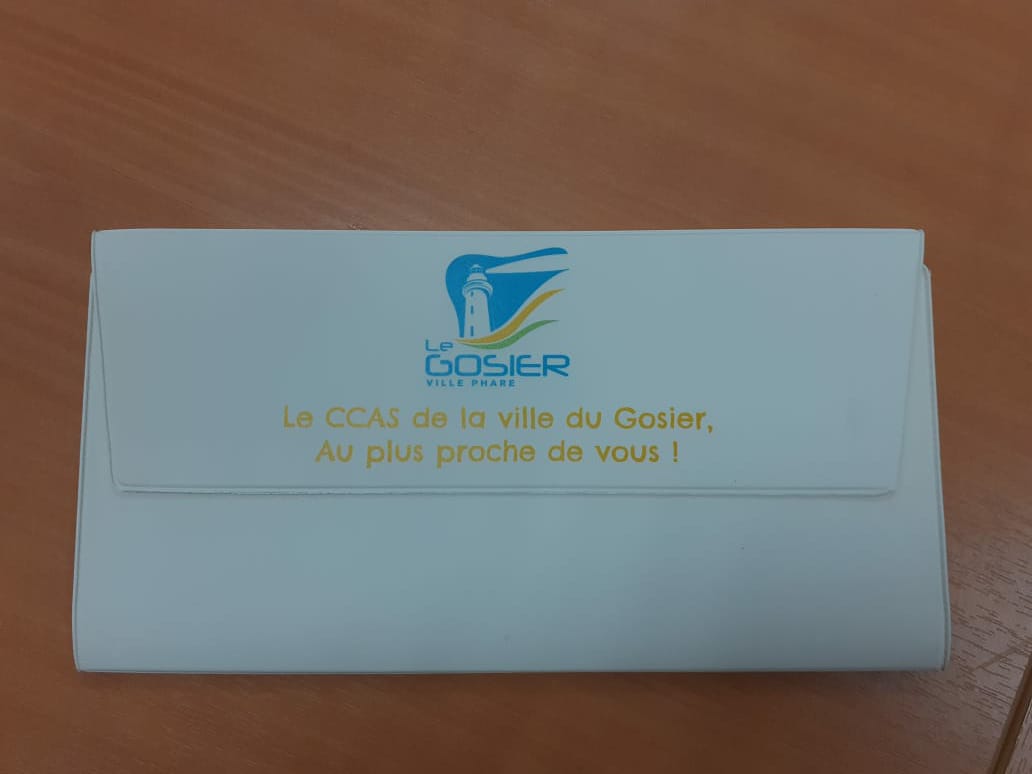 Le
GOSIER
VILLE PHARE
Le CCAS de la ville du Gosier,
Au plus proche de vous !